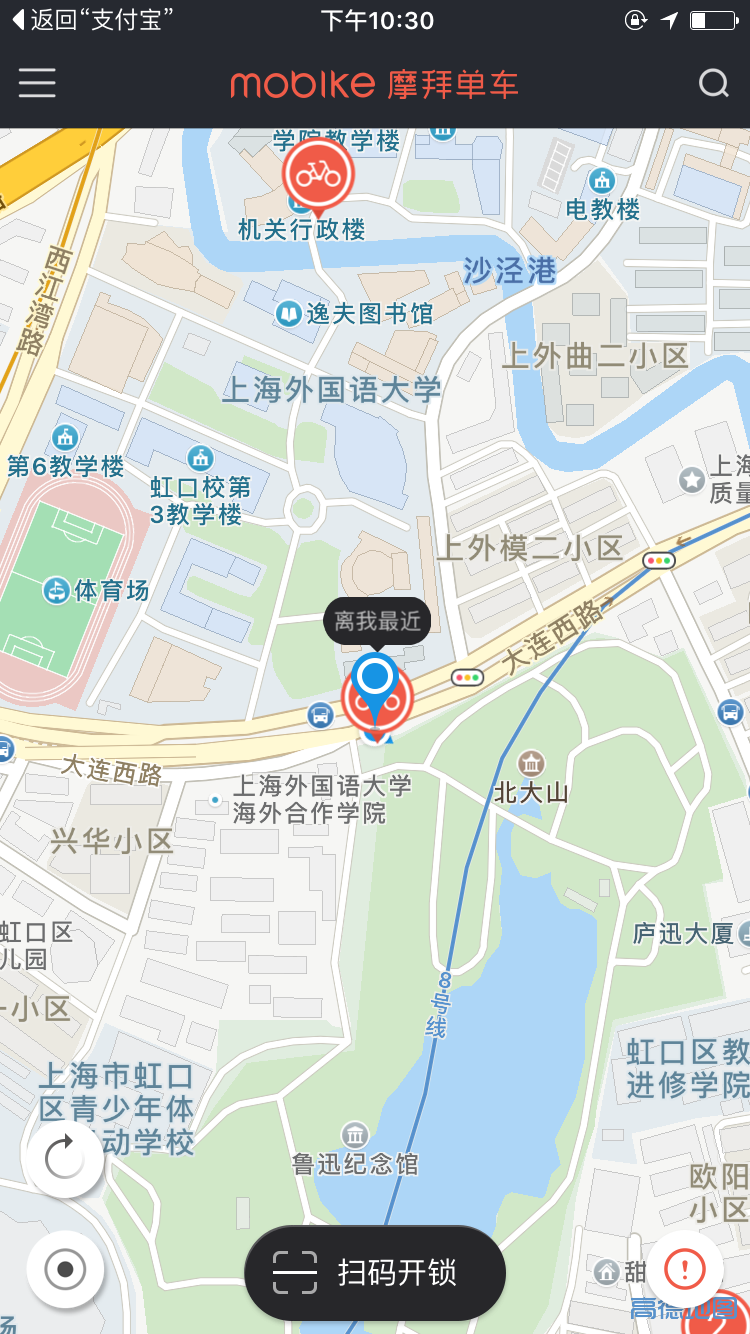 返回“支付宝”
下午10:30
mobike 摩拜单车
学院教学楼
电教楼
机关行政楼
沙泾港
西江湾路
逸夫图书馆
上外曲二小区
上海外国语大学
第6教学楼
虹口校第
3教学楼
上海
质量
上外模二小区
体育场
离我最近
大连西路
大连西路
上海外国语大学
海外合作学院
北大山
兴华小区
虹口区
儿园
庐迅大厦
8号线
一小区
虹口区教
进修学院
上海市虹口
区青少年体
动学校
鲁迅纪念馆
欧阳
小区
扫码开锁
甜
高德地图
2
场